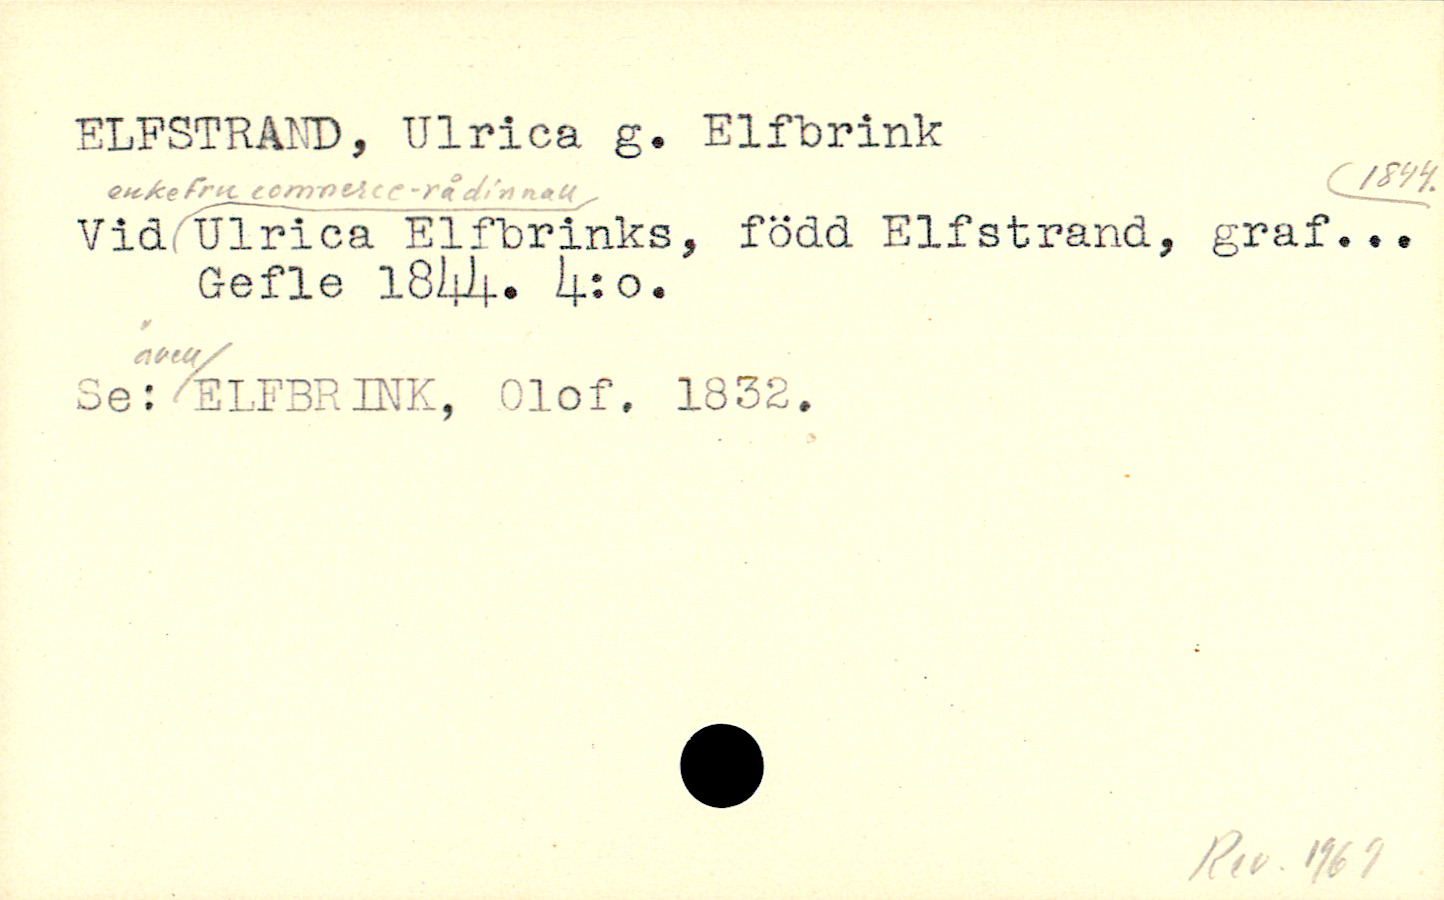 ELFSTRAND, Ulrica g. Elfbrink
enkefru commerce-rådinnan
1844.
Vid Ulrica Elfbrinks, född Elfstrand, graf...
Gefle 1844. 4:o.
även
Se: ELFBRINK, Olof. 1832.
Rev. 1969